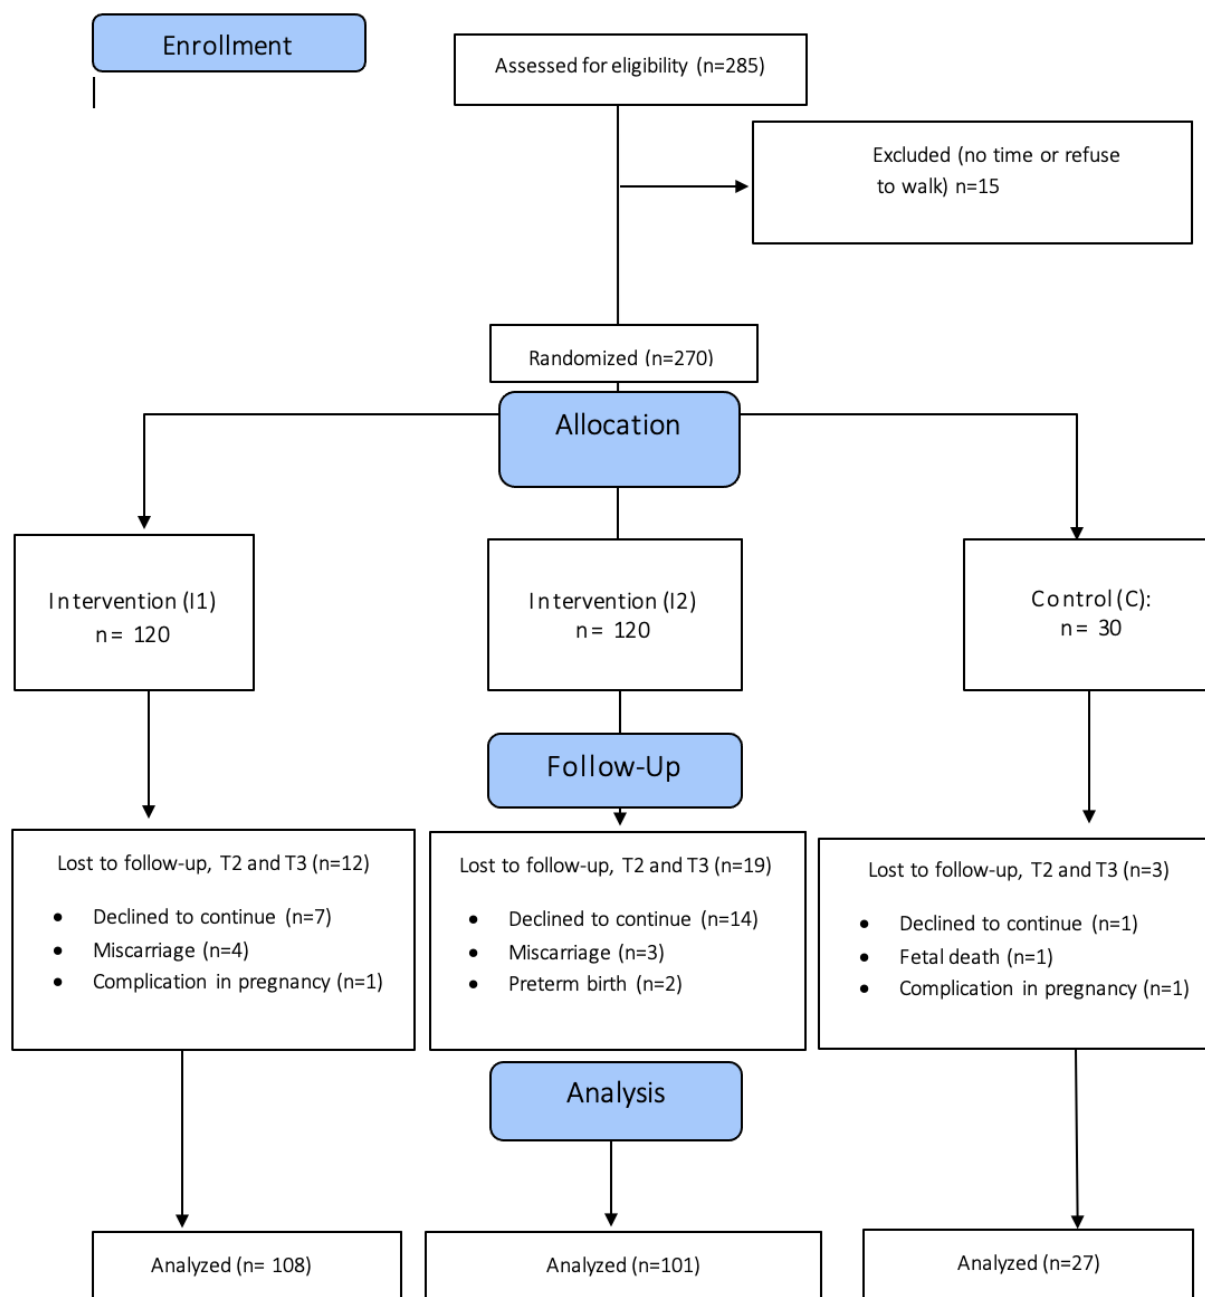 Enrollment
Assessed for eligibility (n=285)
Excluded (no time or refuse
to walk) n=15
Randomized (n=270)
Allocation
Intervention (I1)
n= 120
Intervention (I2)
n= 120
Control (C):
n= 30
Follow-Up
Lost to follow-up, T2 and T3 (n=12)
• Declined to continue (n=7)
• Miscarriage (n=4)
• Complication in pregnancy (n=1)
Lost to follow-up, T2 and T3 (n=19)
• Declined to continue (n=14)
• Miscarriage (n=3)
• Preterm birth (n=2)
Lost to follow-up, T2 and T3 (n=3)
• Declined to continue (n=1)
• Fetal death (n=1)
• Complication in pregnancy (n=1)
Analysis
Analyzed (n= 108)
Analyzed (n=101)
Analyzed (n=27)